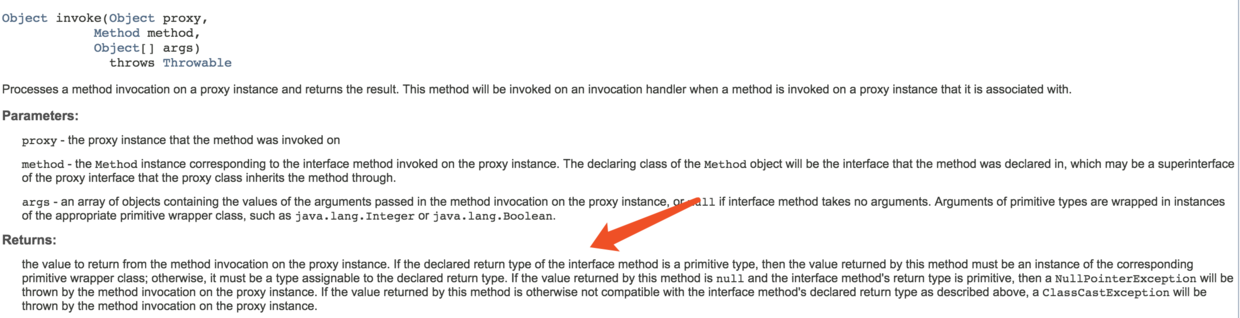 Object invoke(Object proxy,
Method method,
Object[] args)
throws Throwable
Processes a method invocation on a proxy instance and returns the result. This method will be invoked on an invocation handler when a method is invoked on a proxy instance that it is associated with.
Parameters:
proxy - the proxy instance that the method was invoked on
method - the Method instance corresponding to the interface method invoked on the proxy instance. The declaring class of the Method object will be the interface that the method was declared in, which may be a superinterface
of the proxy interface that the proxy class inherits the method through.
args - an array of objects containing the values of the arguments passed in the method invocation on the proxy instance, or null if interface method takes no arguments. Arguments of primitive types are wrapped in instances
of the appropriate primitive wrapper class, such as java.lang.Integer or java.lang.Boolean.
Returns:
the value to return from the method invocation on the proxy instance. If the declared return type of the interface method is a primitive type, then the value returned by this method must be an instance of the corresponding
primitive wrapper class; otherwise, it must be a type assignable to the declared return type. If the value returned by this method is null and the interface method's return type is primitive, then a NullPointerException will be
thrown by the method invocation on the proxy instance. If the value returned by this method is otherwise not compatible with the interface method's declared return type as described above, a ClassCastException will be
thrown by the method invocation on the proxy instance.